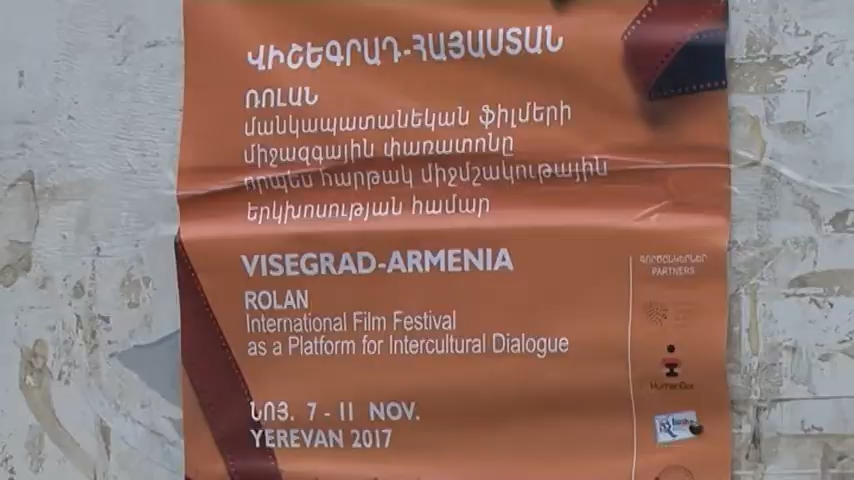 ՎԻՇԵԳՐԱԴ-ՀԱՅԱՍՏԱՆ
ՌՈԼԱՆ
մանկապատանեկան ֆիլմերի
միջազգային փառատոնը
որպես հարթակ միջմշակութային
երկխոսության համար
VISEGRAD-ARMENIA
ROLAN
International Film Festival
as a Platform for Intercultural Dialogue
ՆՈՅ. 7 - 11 NOV.
YEREVAN 2017
ԳՈՐԾԸՆԿԵՐՆԵՐ
PARTNERS